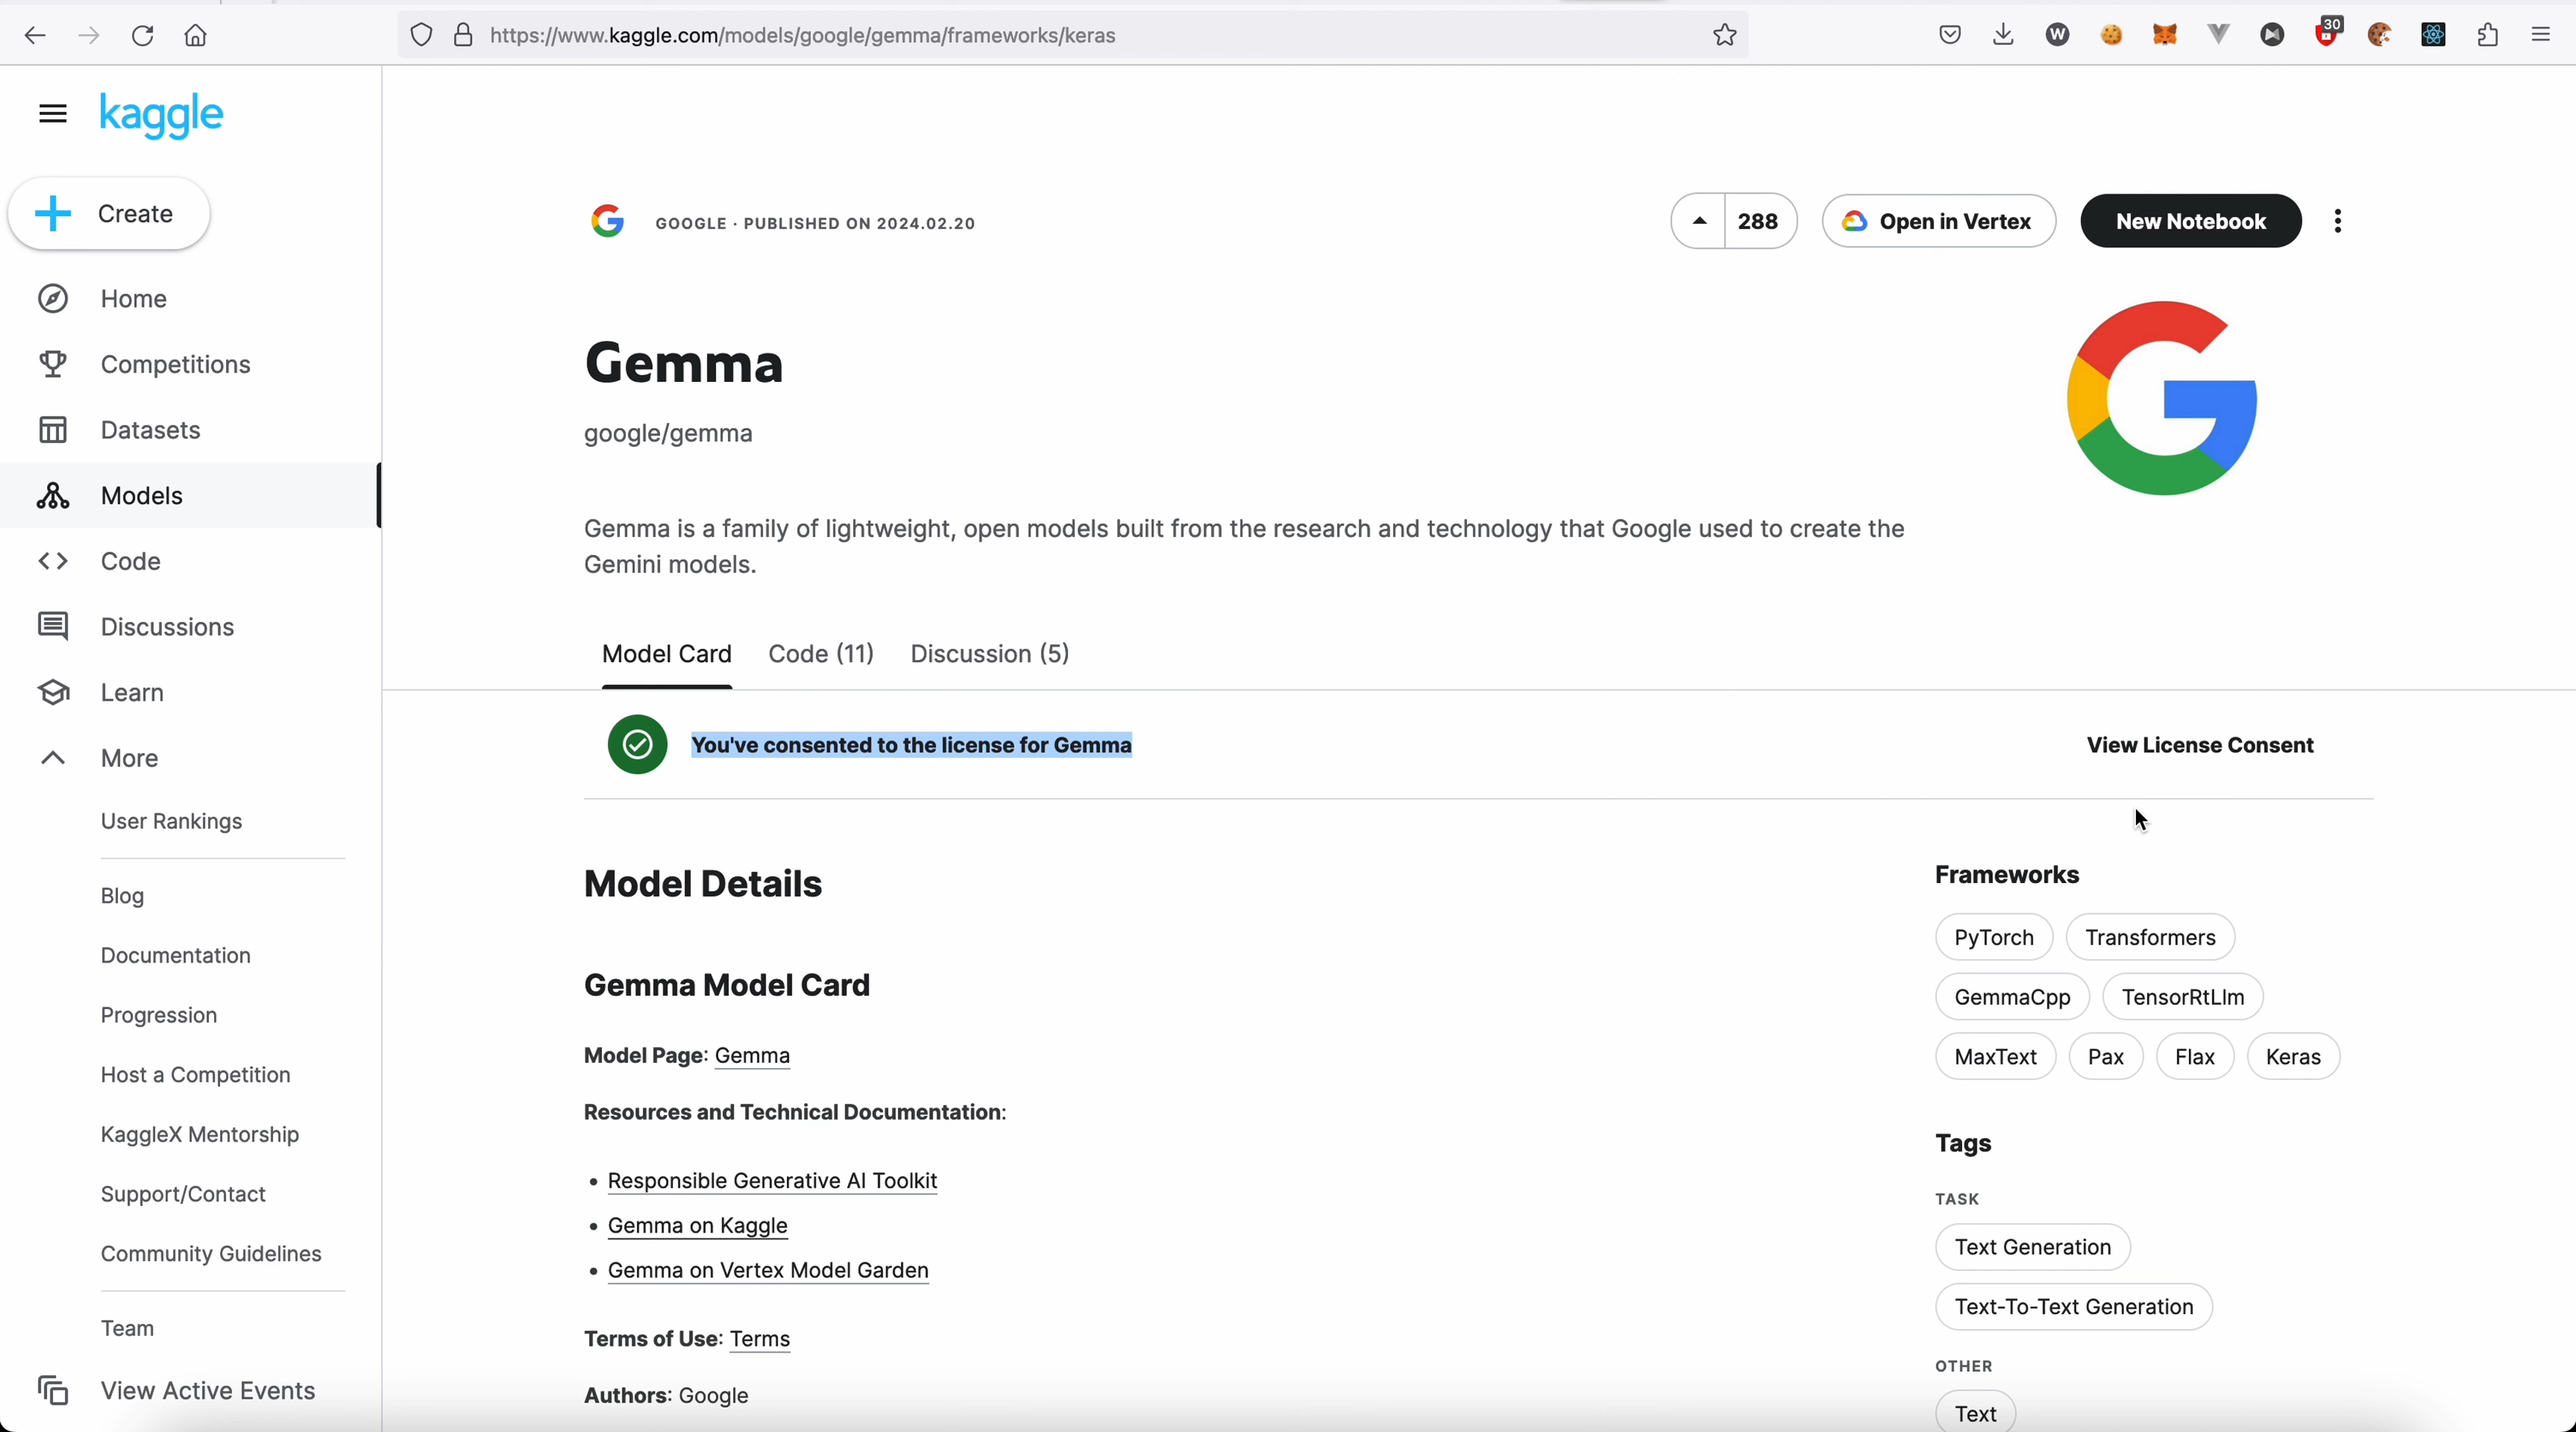 https://www.kaggle.com/models/google/gemma/frameworks/keras
W
30
kaggle
Create
Home
Competitions
Datasets
Models
Code
Discussions
Learn
More
User Rankings
Blog
Documentation
Progression
Host a Competition
KaggleX Mentorship
Support/Contact
Community Guidelines
Team
View Active Events
GOOGLE · PUBLISHED ON 2024.02.20
288
Open in Vertex
New Notebook
Gemma
google/gemma
Gemma is a family of lightweight, open models built from the research and technology that Google used to create the
Gemini models.
Model Card Code (11) Discussion (5)
You've consented to the license for Gemma
View License Consent
Model Details
Gemma Model Card
Model Page: Gemma
Resources and Technical Documentation:
• Responsible Generative AI Toolkit
• Gemma on Kaggle
• Gemma on Vertex Model Garden
Terms of Use: Terms
Authors: Google
Frameworks
PyTorch Transformers
GemmaCpp TensorRtLlm
MaxText Pax Flax Keras
Tags
TASK
Text Generation
Text-To-Text Generation
OTHER
Text